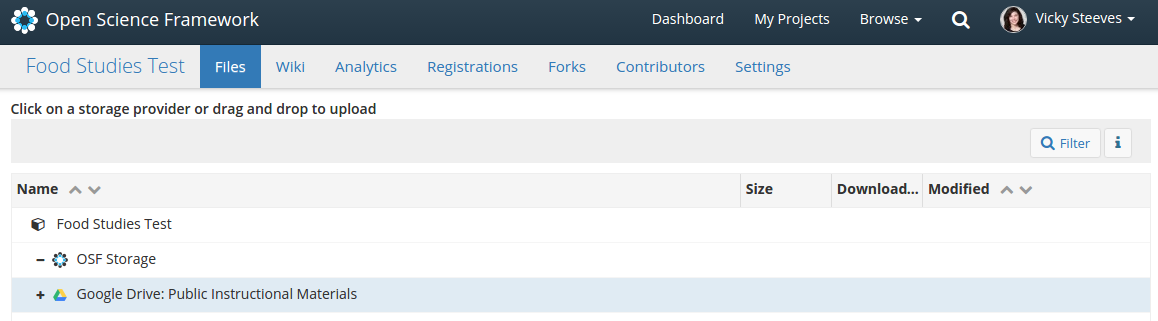 Open Science Framework Dashboard My Projects Browse Vicky Steeves
Food Studies Test Files Wiki Analytics Registrations Forks Contributors Settings
Click on a storage provider or drag and drop to upload
Filter i
Name Size Download... Modified
Food Studies Test
OSF Storage
Google Drive: Public Instructional Materials